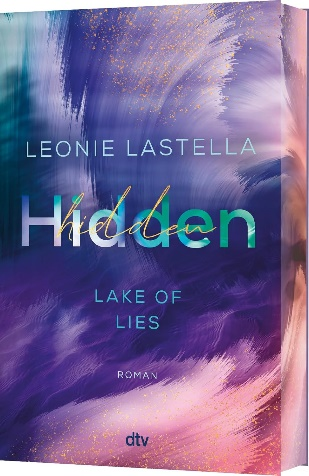 LEONIE LASTELLA
Hidden
hidden
LAKE OF
LIES
ROMAN
dtv